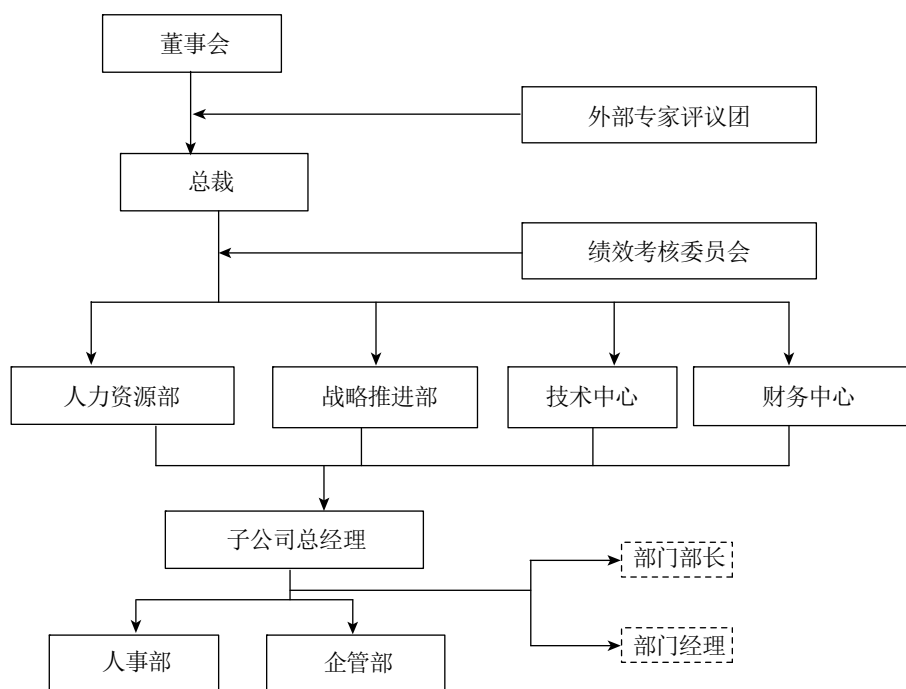 董事会
外部专家评议团
总裁
绩效考核委员会
人力资源部
战略推进部
技术中心
财务中心
子公司总经理
部门部长
人事部
企管部
部门经理